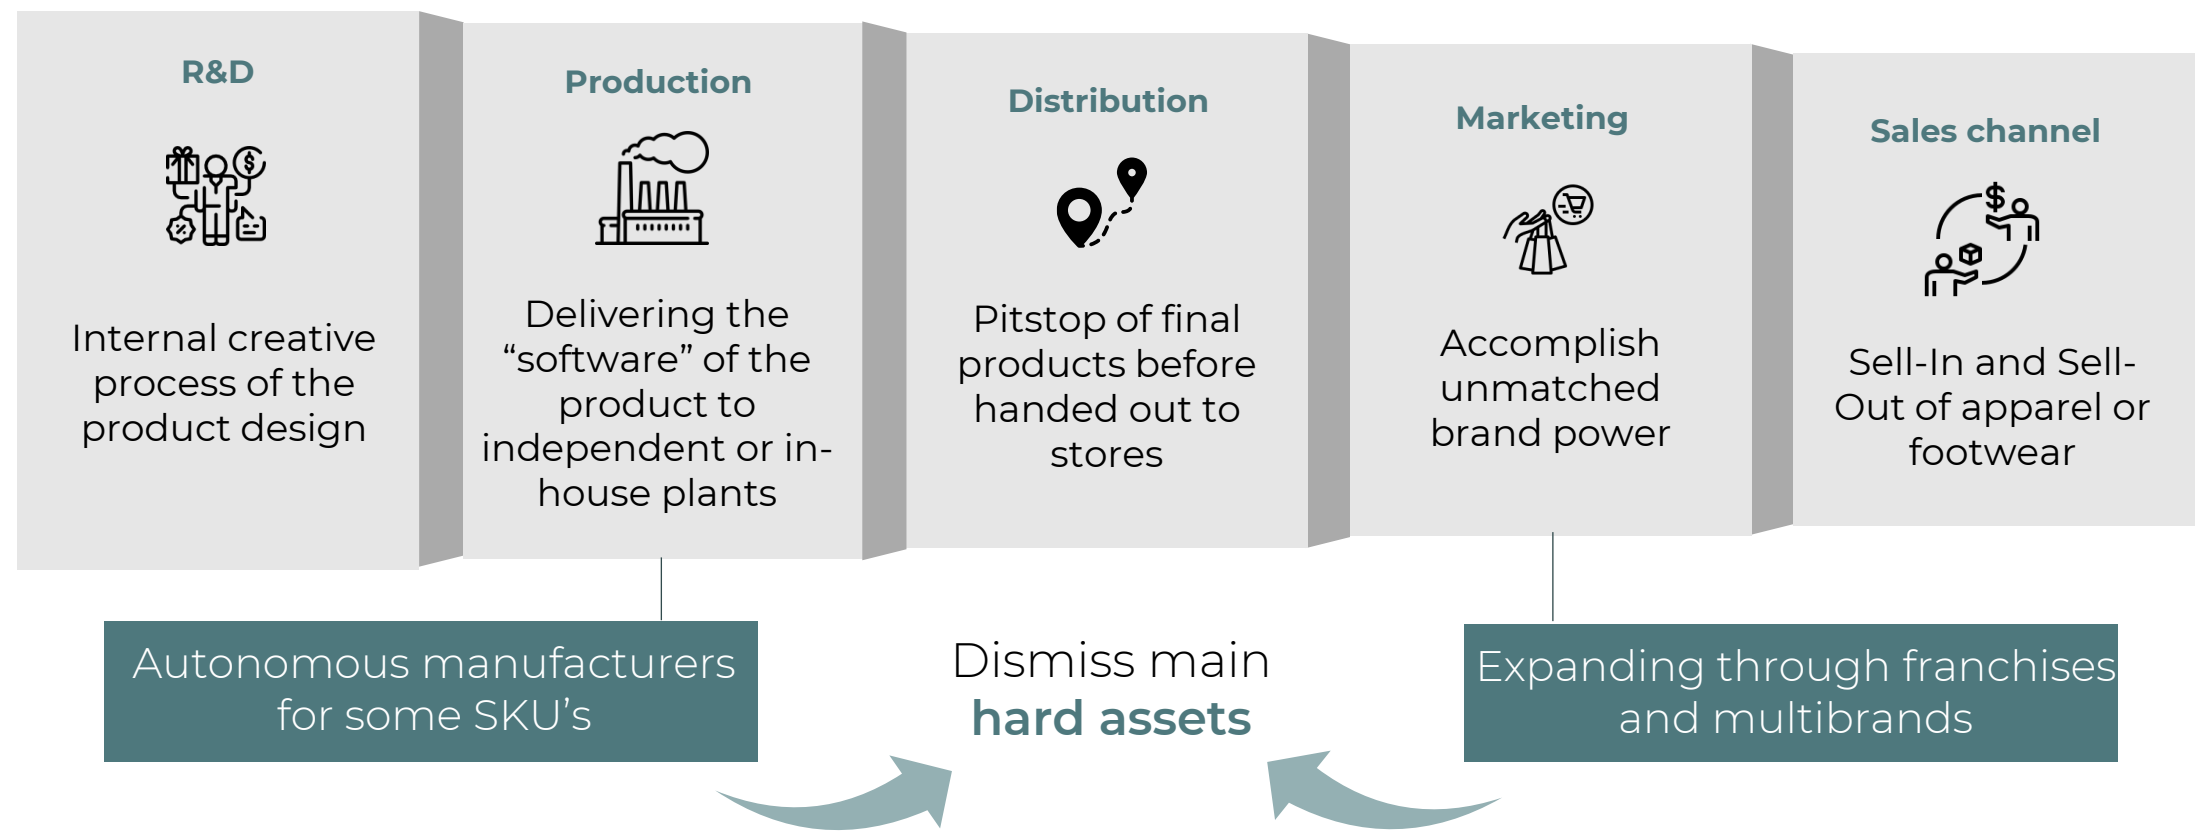 R&D
Internal creative
process of the
product design
Production
Delivering the
“software” of the
product to
independent or in-
house plants
Distribution
Pitstop of final
products before
handed out to
stores
Marketing
Accomplish
unmatched
brand power
Sales channel
Sell-In and Sell-
Out of apparel or
footwear
Autonomous manufacturers
for some SKU’s
Dismiss main
hard assets
Expanding through franchises
and multibrands